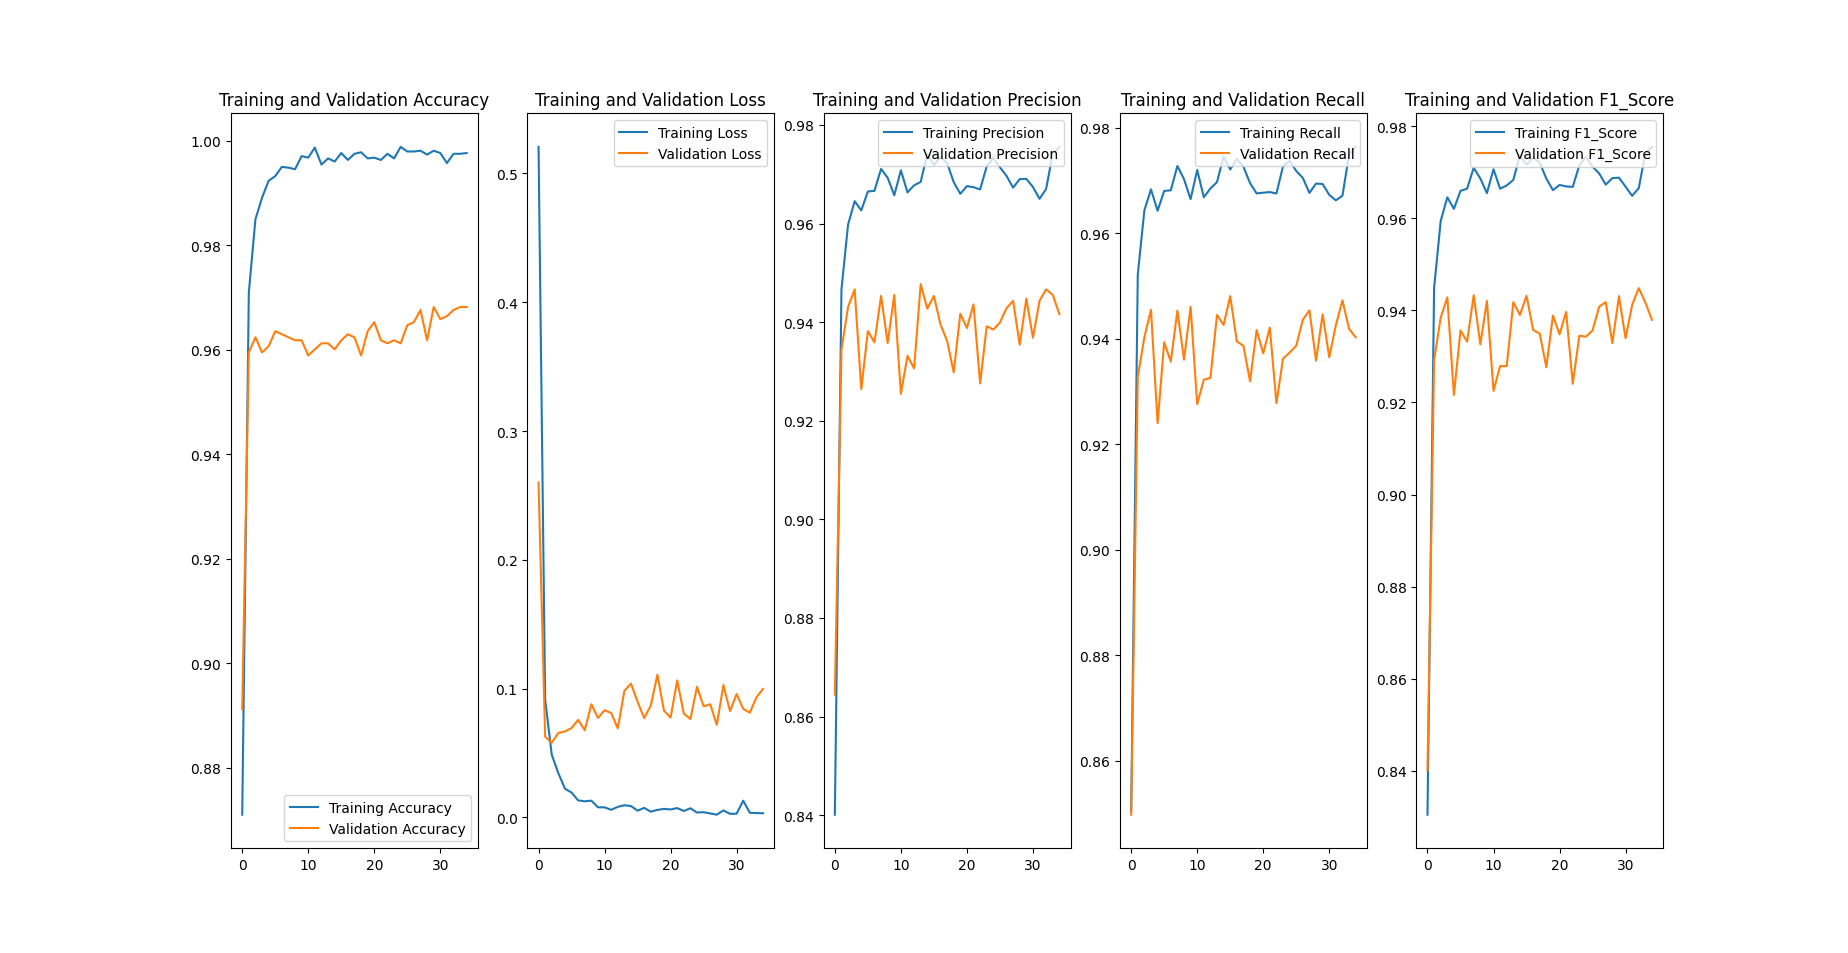 Training and Validation Accuracy
1.00
0.98
0.96
0.94
0.92
0.90
0.88
Training Accuracy
Validation Accuracy
0 10 20 30
Training and Validation Loss
Training Loss
Validation Loss
0.5
0.4
0.3
0.2
0.1
0.0
0 10 20 30
Training and Validation Precision
Training Precision
Validation Precision
0.98
0.96
0.94
0.92
0.90
0.88
0.86
0.84
0 10 20 30
Training and Validation Recall
Training Recall
Validation Recall
0.98
0.96
0.94
0.92
0.90
0.88
0.86
0 10 20 30
Training and Validation F1_Score
Training F1_Score
Validation F1_Score
0.98
0.96
0.94
0.92
0.90
0.88
0.86
0.84
0 10 20 30